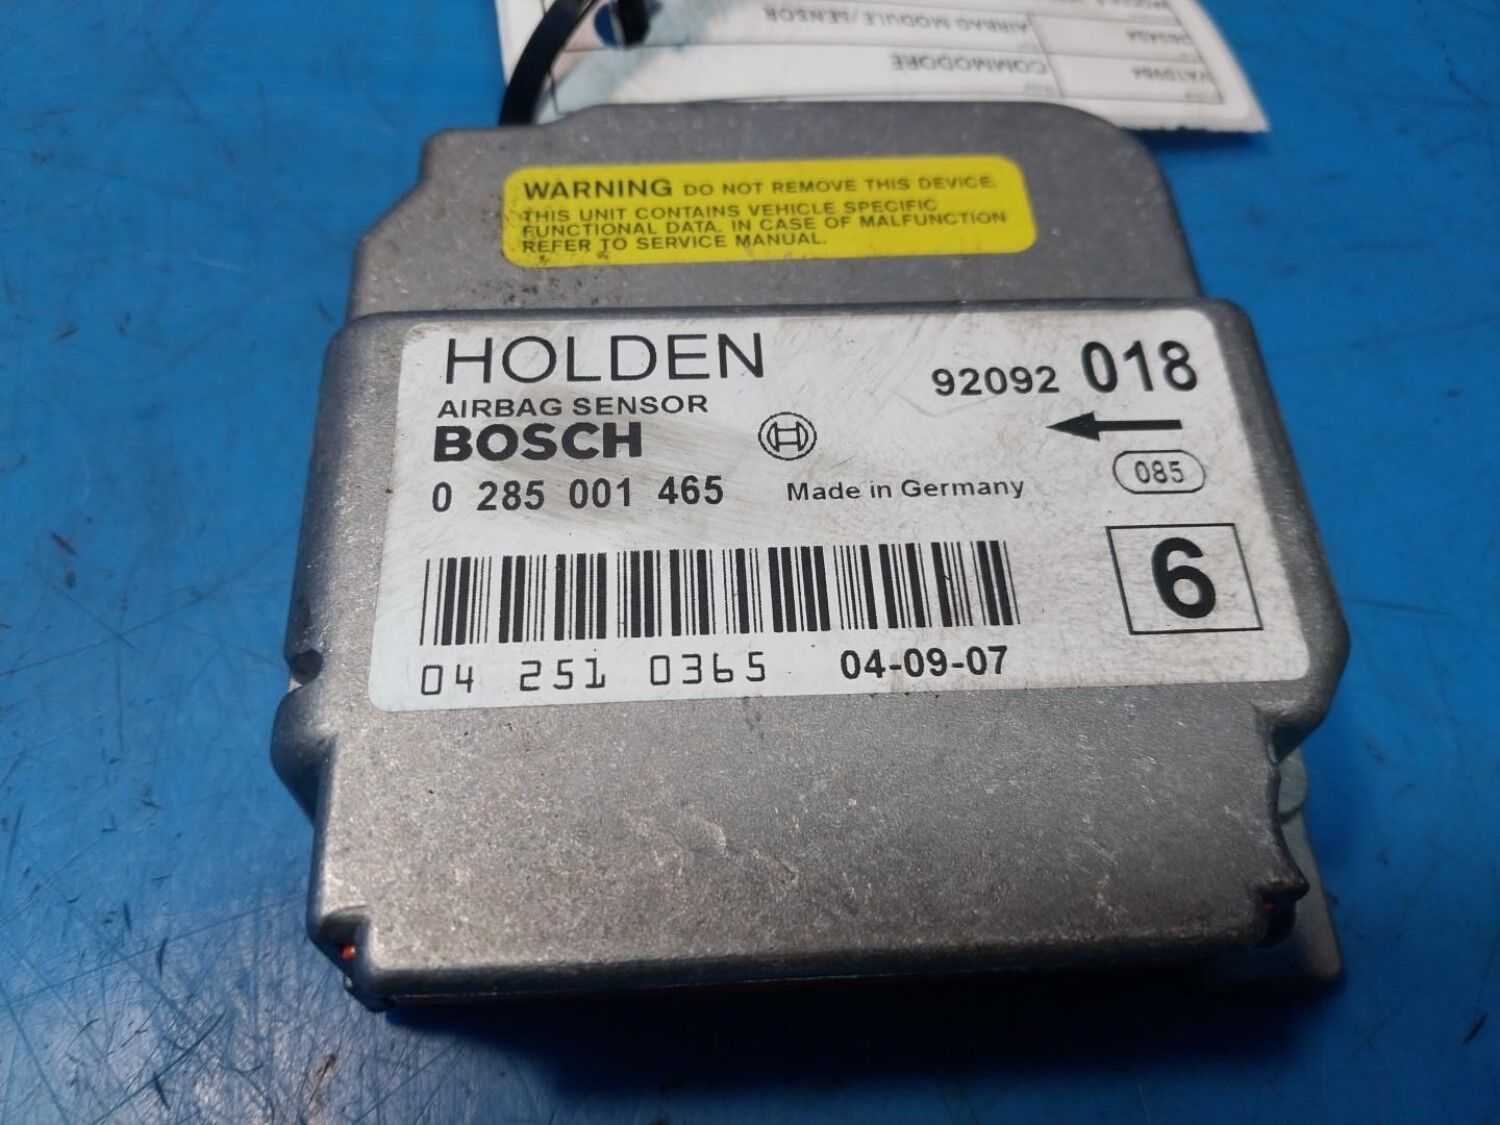 MODULE
AIRBAG MODULE/SENSOR
COMMODORE
WARNING DO NOT REMOVE THIS DEVICE.
THIS UNIT CONTAINS VEHICLE SPECIFIC
FUNCTIONAL DATA. IN CASE OF MALFUNCTION
REFER TO SERVICE MANUAL.
HOLDEN
92092 018
AIRBAG SENSOR
BOSCH
0 285 001 465 Made in Germany
085
6
04 251 0365 04-09-07